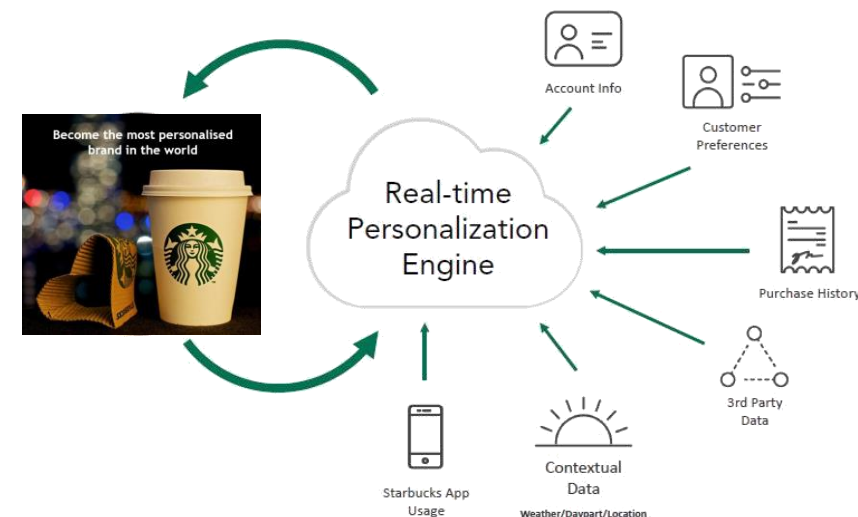 Become the most personalised
brand in the world
Real-time
Personalization
Engine
Account Info
Customer
Preferences
Purchase History
3rd Party
Data
Contextual
Data
Weather/Daypart/Location
Starbucks App
Usage